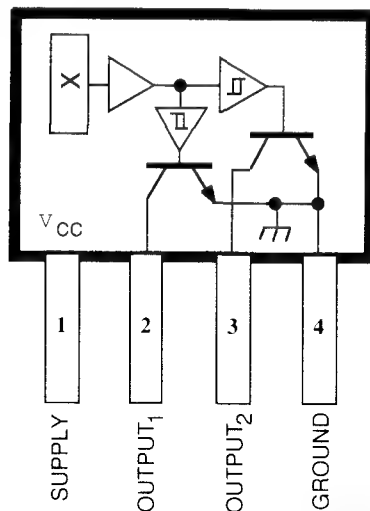 X
V CC
1 2 3 4
SUPPLY
OUTPUT1
OUTPUT2
GROUND